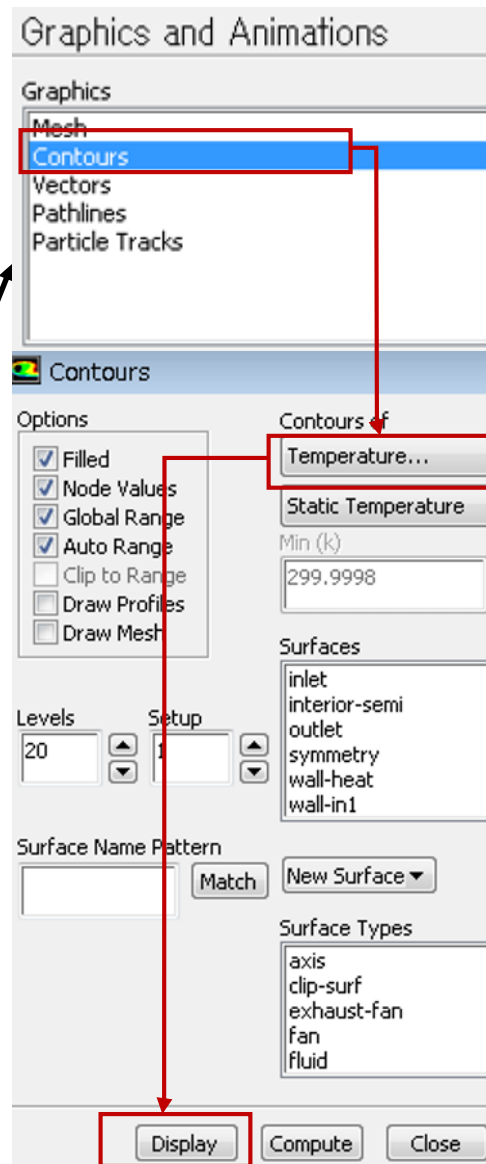 Graphics and Animations
Graphics
Mesh
Contours
Vectors
Pathlines
Particle Tracks
Contours
Options
Filled
Node Values
Global Range
Auto Range
Clip to Range
Draw Profiles
Draw Mesh
Levels Setup
20 1
Surface Name Pattern
Match
Contours of
Temperature...
Static Temperature
Min (k)
299.9998
Surfaces
inlet
interior-semi
outlet
symmetry
wall-heat
wall-in1
New Surface
Surface Types
axis
clip-surf
exhaust-fan
fan
fluid
Display Compute Close